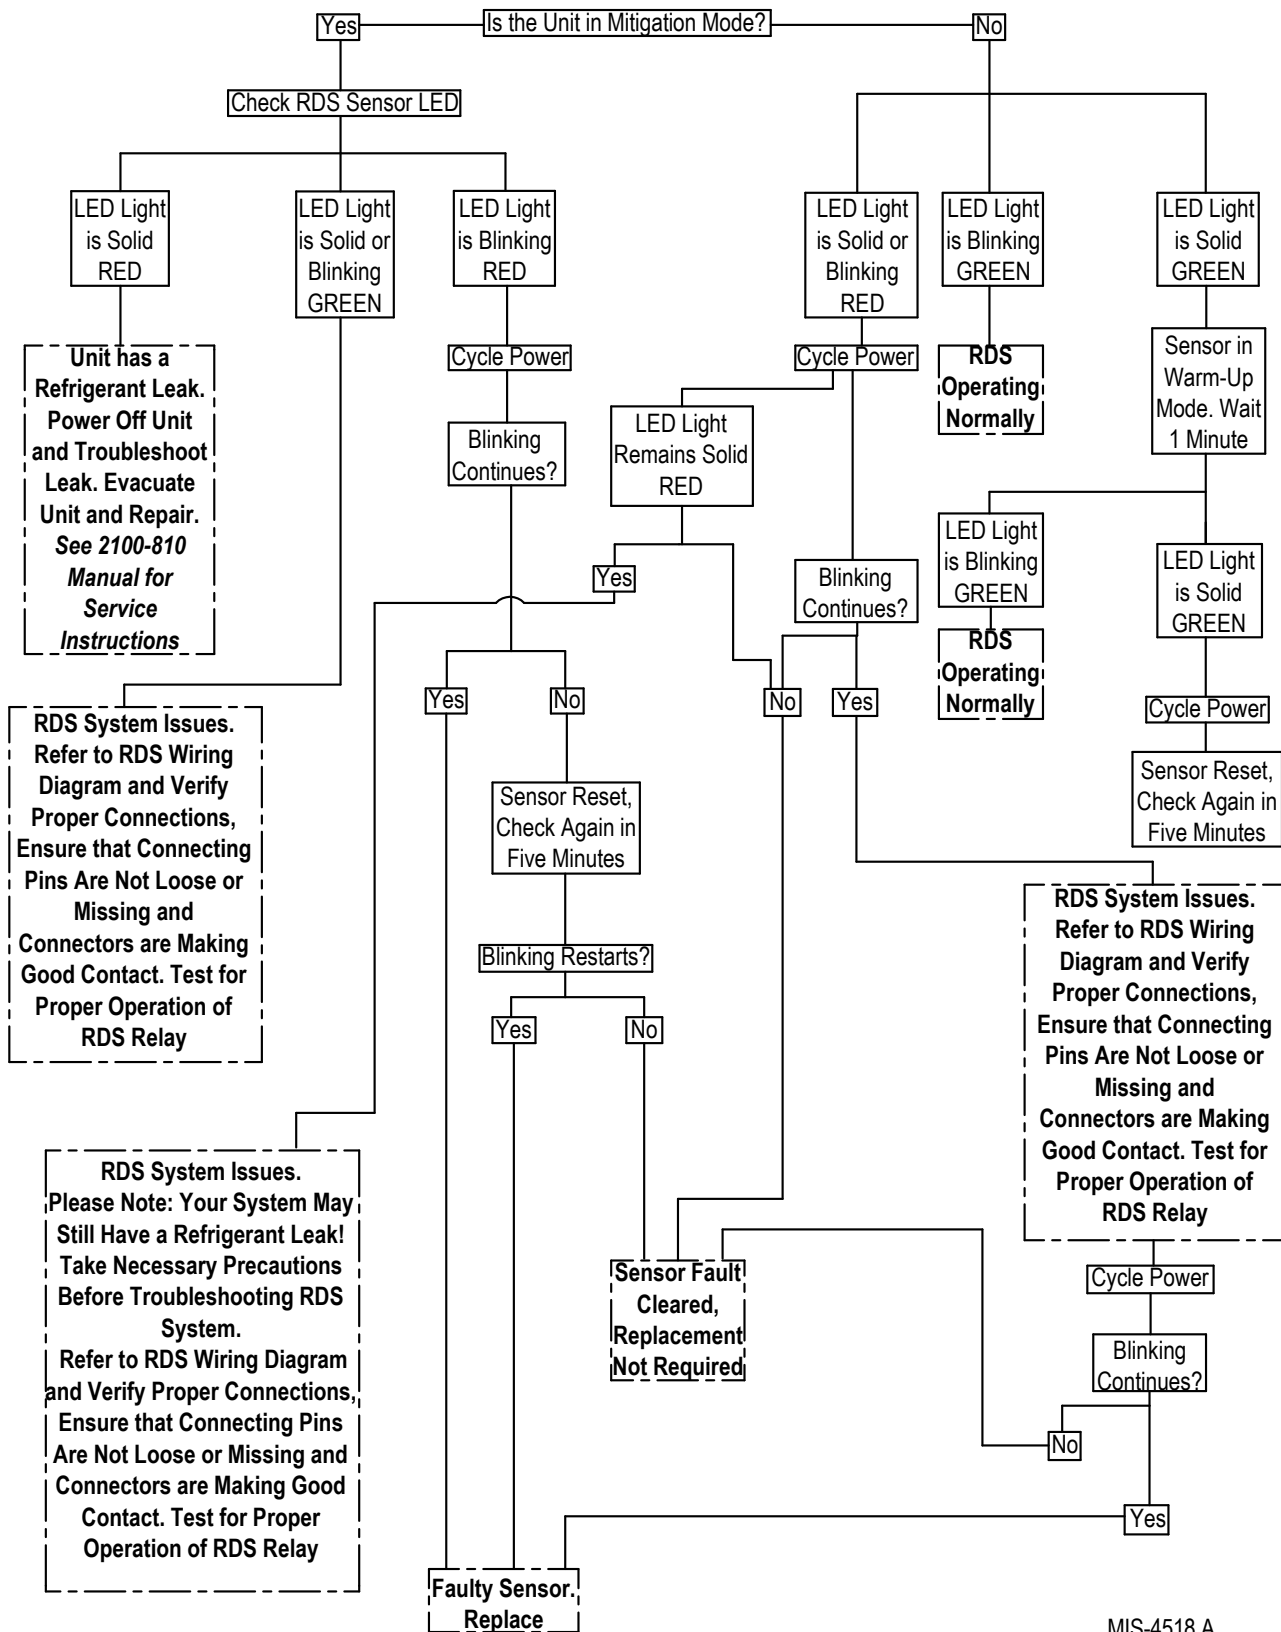 Yes
Is the Unit in Mitigation Mode?
No
Check RDS Sensor LED
LED Light
is Solid
RED
LED Light
is Solid or
Blinking
GREEN
LED Light
is Blinking
RED
LED Light
is Solid or
Blinking
RED
LED Light
is Blinking
GREEN
LED Light
is Solid
GREEN
Unit has a
Refrigerant Leak.
Power Off Unit
and Troubleshoot
Leak. Evacuate
Unit and Repair.
See 2100-810
Manual for
Service
Instructions
Cycle Power
Cycle Power
RDS
Operating
Normally
Sensor in
Warm-Up
Mode. Wait
1 Minute
Blinking
Continues?
LED Light
Remains Solid
RED
LED Light
is Blinking
GREEN
LED Light
is Solid
GREEN
Yes
Blinking
Continues?
RDS
Operating
Normally
Yes
No
No
Yes
Cycle Power
RDS System Issues.
Refer to RDS Wiring
Diagram and Verify
Proper Connections,
Ensure that Connecting
Pins Are Not Loose or
Missing and
Connectors are Making
Good Contact. Test for
Proper Operation of
RDS Relay
Sensor Reset,
Check Again in
Five Minutes
Sensor Reset,
Check Again in
Five Minutes
Blinking Restarts?
Yes
No
RDS System Issues.
Refer to RDS Wiring
Diagram and Verify
Proper Connections,
Ensure that Connecting
Pins Are Not Loose or
Missing and
Connectors are Making
Good Contact. Test for
Proper Operation of
RDS Relay
RDS System Issues.
Please Note: Your System May
Still Have a Refrigerant Leak!
Take Necessary Precautions
Before Troubleshooting RDS
System.
Refer to RDS Wiring Diagram
and Verify Proper Connections,
Ensure that Connecting Pins
Are Not Loose or Missing and
Connectors are Making Good
Contact. Test for Proper
Operation of RDS Relay
Sensor Fault
Cleared,
Replacement
Not Required
Cycle Power
Blinking
Continues?
No
Yes
Faulty Sensor.
Replace
MIS-4518 A